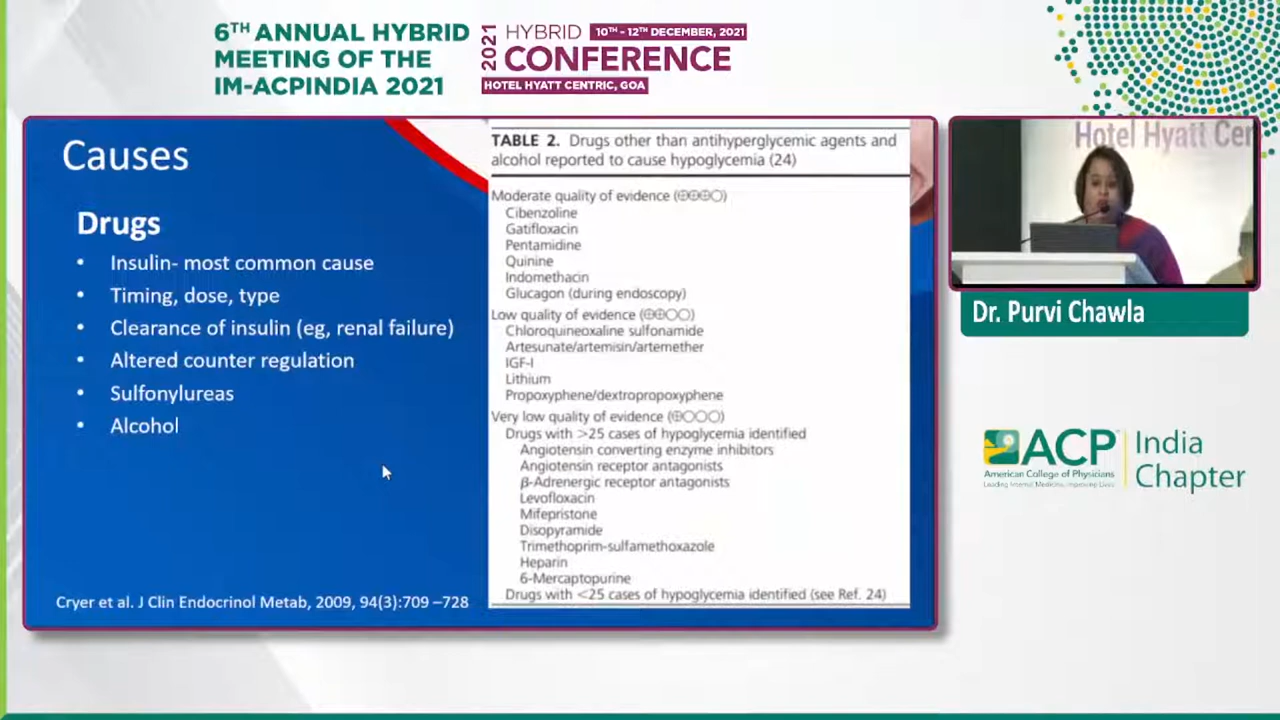 6TH ANNUAL HYBRID
MEETING OF THE
IM-ACPINDIA 2021
2021
HYBRID
10TH - 12TH DECEMBER, 2021
CONFERENCE
HOTEL HYATT CENTRIC, GOA
Causes
Drugs
• Insulin- most common cause
• Timing, dose, type
• Clearance of insulin (eg, renal failure)
• Altered counter regulation
• Sulfonylureas
• Alcohol
Cryer et al. J Clin Endocrinol Metab, 2009, 94(3):709 –728
TABLE 2. Drugs other than antihyperglycemic agents and
alcohol reported to cause hypoglycemia (24)
Moderate quality of evidence (⊕⊕⊕○)
Cibenzoline
Gatifloxacin
Pentamidine
Quinine
Indomethacin
Glucagon (during endoscopy)
Low quality of evidence (⊕⊕○○)
Chloroquineoxaline sulfonamide
Artesunate/artemisin/artemether
IGF-I
Lithium
Propoxyphene/dextropropoxyphene
Very low quality of evidence (⊕○○○)
Drugs with >25 cases of hypoglycemia identified
Angiotensin converting enzyme inhibitors
Angiotensin receptor antagonists
β-Adrenergic receptor antagonists
Levofloxacin
Mifepristone
Disopyramide
Trimethoprim-sulfamethoxazole
Heparin
6-Mercaptopurine
Drugs with <25 cases of hypoglycemia identified (see Ref. 24)
Hotel Hyatt Cer
Dr. Purvi Chawla
ACP
American College of Physicians
Leading Internal Medicine, Improving Lives
India
Chapter